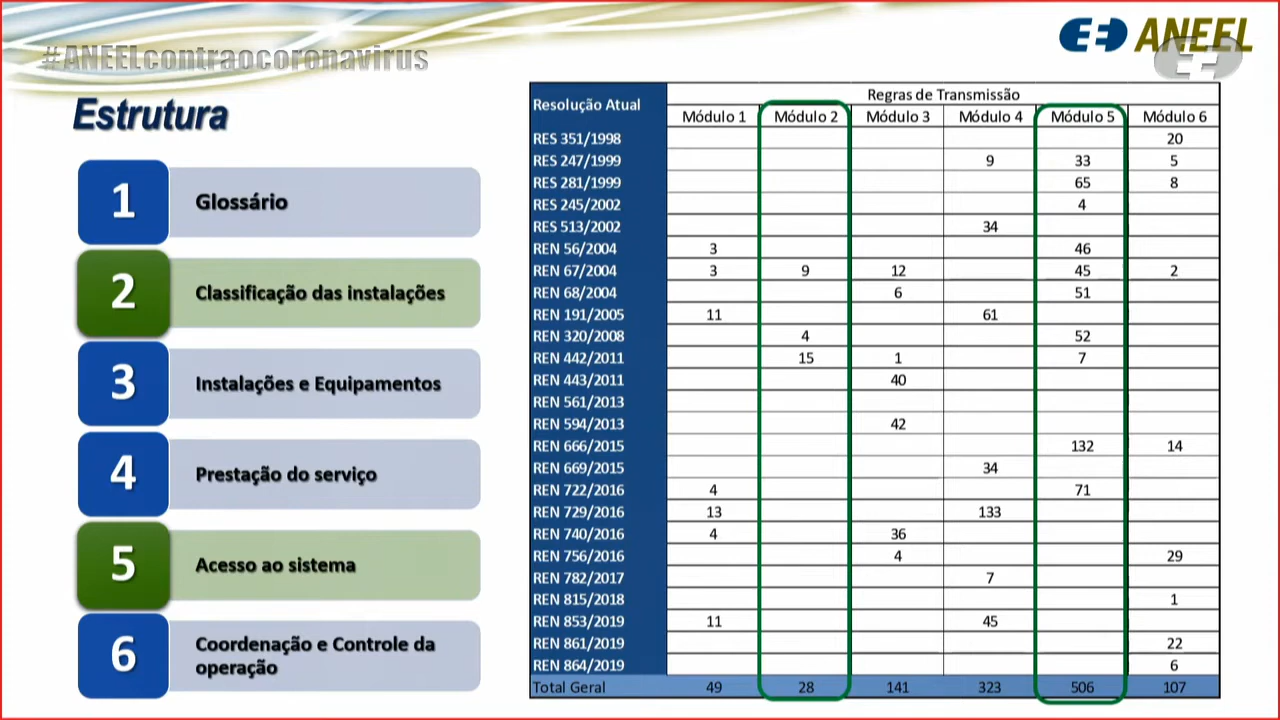 #ANEELcontraocoronavirus
ANEEL
Estrutura
1 Glossário
2 Classificação das instalações
3 Instalações e Equipamentos
4 Prestação do serviço
5 Acesso ao sistema
6 Coordenação e Controle da
operação
Resolução Atual Regras de Transmissão
Módulo 1 Módulo 2 Módulo 3 Módulo 4 Módulo 5 Módulo 6
RES 351/1998 20
RES 247/1999 9 33 5
RES 281/1999 65 8
RES 245/2002 4
RES 513/2002 34
REN 56/2004 3 46
REN 67/2004 3 9 12 45 2
REN 68/2004 6 51
REN 191/2005 11 61
REN 320/2008 4 52
REN 442/2011 15 1 7
REN 443/2011 40
REN 561/2013
REN 594/2013 42
REN 666/2015 132 14
REN 669/2015 34
REN 722/2016 4 71
REN 729/2016 13 133
REN 740/2016 4 36
REN 756/2016 4 29
REN 782/2017 7
REN 815/2018 1
REN 853/2019 11 45
REN 861/2019 22
REN 864/2019 6
Total Geral 49 28 141 323 506 107